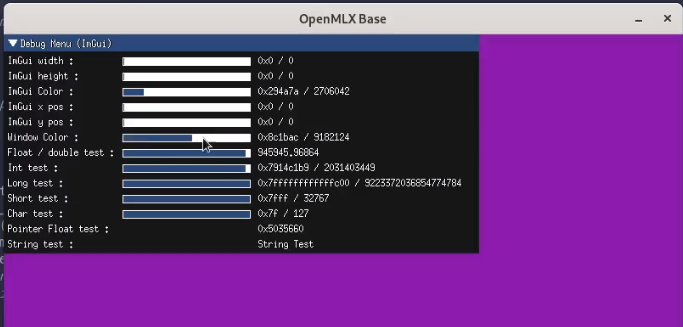 OpenMLX Base
Debug Menu (ImGui)
ImGui width : 0x0 / 0
ImGui height : 0x0 / 0
ImGui Color : 0x294a7a / 2706042
ImGui x pos : 0x0 / 0
ImGui y pos : 0x0 / 0
Window Color : 0x8c1bac / 9182124
Float / double test : 945945.96864
Int test : 0x7914c1b9 / 2031403449
Long test : 0x7ffffffffffffc00 / 9223372036854774784
Short test : 0x7fff / 32767
Char test : 0x7f / 127
Pointer Float test : 0x5035660
String test : String Test